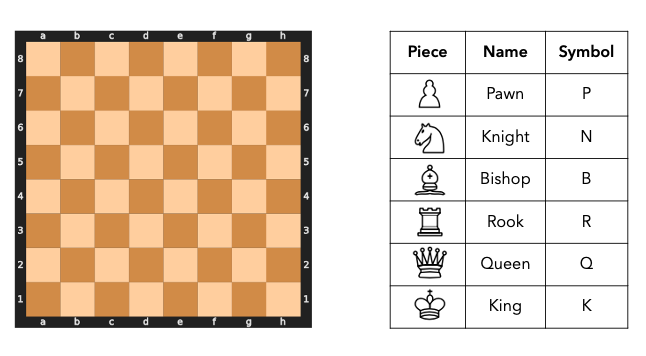 a b c d e f g h
8 8
7 7
6 6
5 5
4 4
3 3
2 2
1 1
a b c d e f g h
Piece Name Symbol
Pawn P
Knight N
Bishop B
Rook R
Queen Q
King K